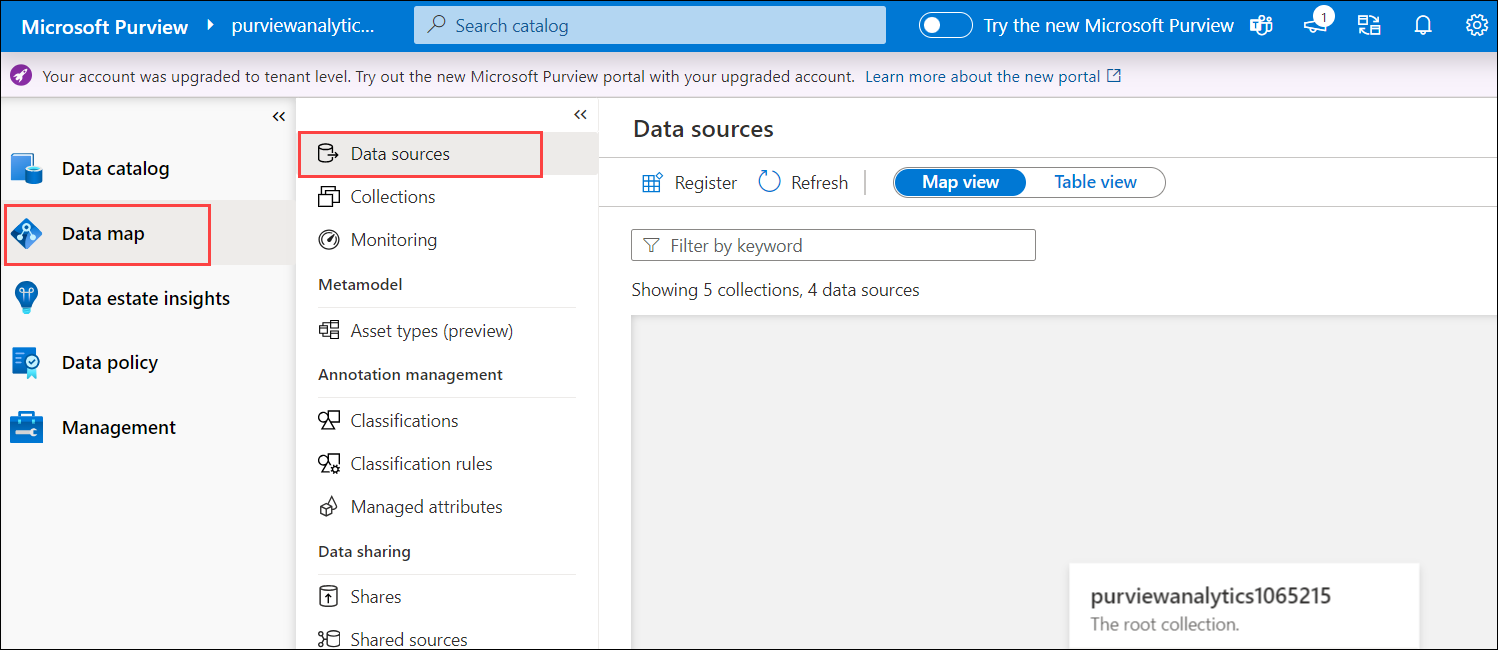 Microsoft Purview purviewanalytic... Search catalog Try the new Microsoft Purview 1
Your account was upgraded to tenant level. Try out the new Microsoft Purview portal with your upgraded account. Learn more about the new portal
Data catalog
Data map
Data estate insights
Data policy
Management
Data sources
Collections
Monitoring
Metamodel
Asset types (preview)
Annotation management
Classifications
Classification rules
Managed attributes
Data sharing
Shares
Shared sources
Data sources
Register Refresh Map view Table view
Filter by keyword
Showing 5 collections, 4 data sources
purviewanalytics1065215
The root collection.